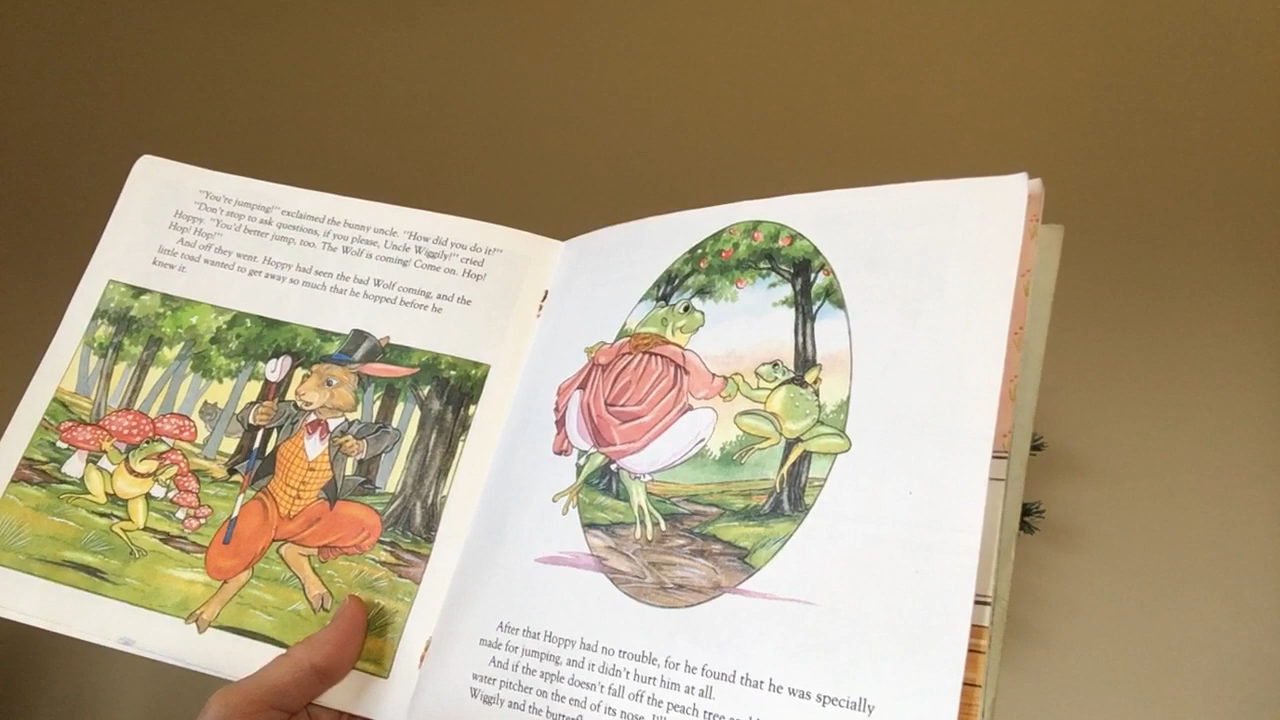 "You're jumping!" exclaimed the bunny uncle. "How did you do it?"
"Don't stop to ask questions, if you please, Uncle Wiggily!" cried
Hoppy. "You'd better jump, too. The Wolf is coming! Come on. Hop!
Hop! Hop!"
And off they went. Hoppy had seen the bad Wolf coming, and the
little toad wanted to get away so much that he hopped before he
knew it.
After that Hoppy had no trouble, for he found that he was specially
made for jumping, and it didn't hurt him at all.
And if the apple doesn't fall off the peach tree
water pitcher on the end of its nose,
Wiggily and the